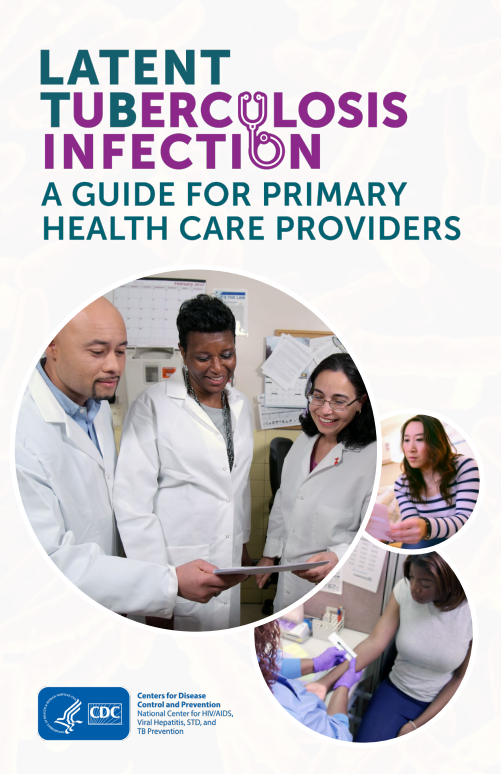 LATENT
TUBERCULOSIS
INFECTION
A GUIDE FOR PRIMARY
HEALTH CARE PROVIDERS
CDC
Centers for Disease
Control and Prevention
National Center for HIV/AIDS,
Viral Hepatitis, STD, and
TB Prevention